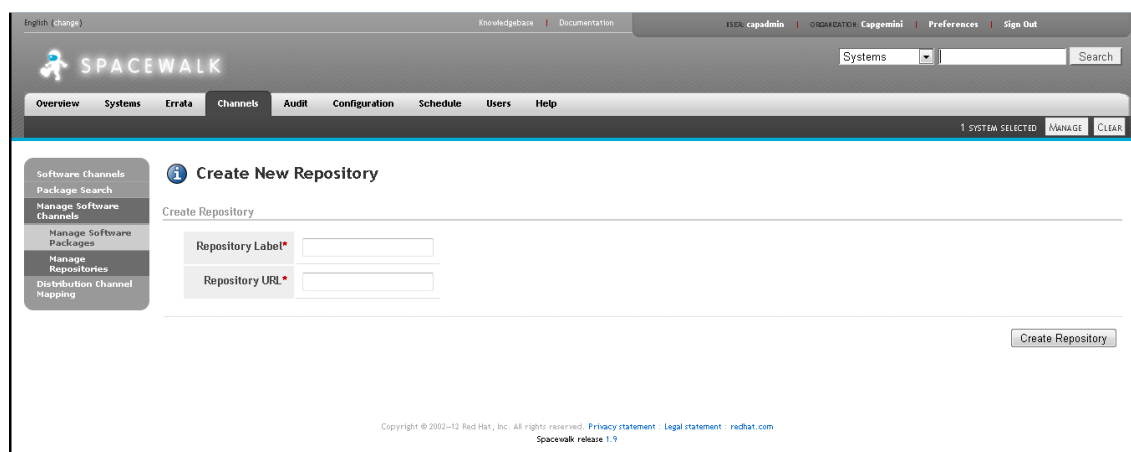 English (change)
Knowledgebase | Documentation
USER: capadmin | ORGANIZATION: Capgemini | Preferences | Sign Out
SPACEWALK
Systems
Search
Overview Systems Errata Channels Audit Configuration Schedule Users Help
1 SYSTEM SELECTED MANAGE CLEAR
Software Channels
Package Search
Manage Software
Channels
Manage Software
Packages
Manage
Repositories
Distribution Channel
Mapping
i Create New Repository
Create Repository
Repository Label*
Repository URL*
Create Repository
Copyright © 2002–12 Red Hat, Inc. All rights reserved. Privacy statement : Legal statement : redhat.com
Spacewalk release 1.9